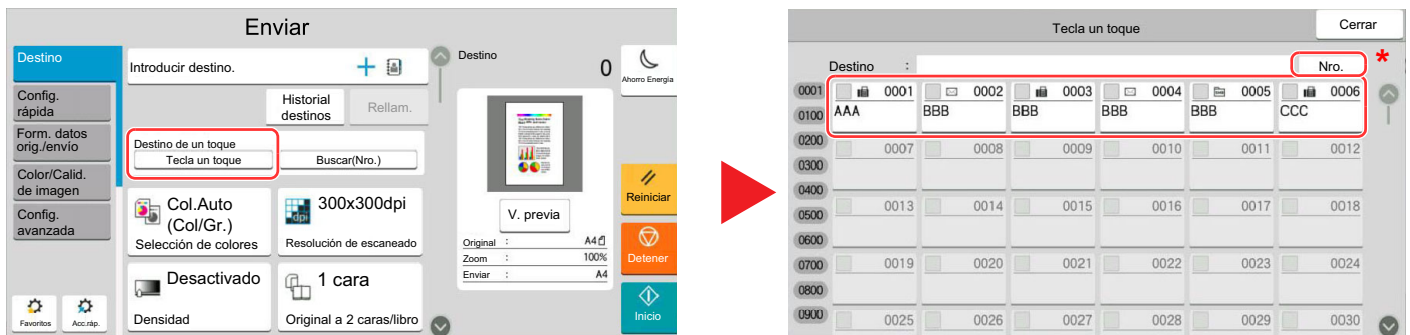 Enviar
Destino
Config.
rápida
Form. datos
orig./envío
Color/Calid.
de imagen
Config.
avanzada
Favoritos
Acc.ráp.
Introducir destino.
Historial
destinos
Rellam.
Destino de un toque
Tecla un toque
Buscar(Nro.)
Col.Auto
(Col/Gr.)
Selección de colores
300x300dpi
dpi
Resolución de escaneado
Desactivado
Densidad
1 cara
Original a 2 caras/libro
Destino 0
V. previa
Original : A4
Zoom : 100%
Enviar : A4
Ahorro Energía
Reiniciar
Detener
Inicio
Tecla un toque
Cerrar
Destino :
Nro. *
0001
0100
0200
0300
0400
0500
0600
0700
0800
0900
0001 0002 0003 0004 0005 0006
AAA BBB BBB BBB BBB CCC
0007 0008 0009 0010 0011 0012
0013 0014 0015 0016 0017 0018
0019 0020 0021 0022 0023 0024
0025 0026 0027 0028 0029 0030